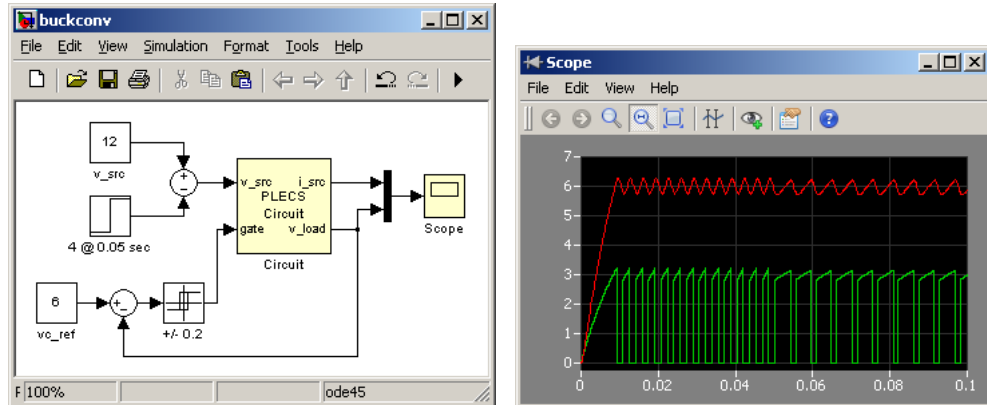 buckconv
File Edit View Simulation Format Tools Help
12
v_src
+
-
4 @ 0.05 sec
v_src i_src
PLECS
Circuit
gate v_load
Circuit
Scope
6
vc_ref
+
-
+/- 0.2
F 100% ode45
Scope
File Edit View Help
7
6
5
4
3
2
1
0
0 0.02 0.04 0.06 0.08 0.1